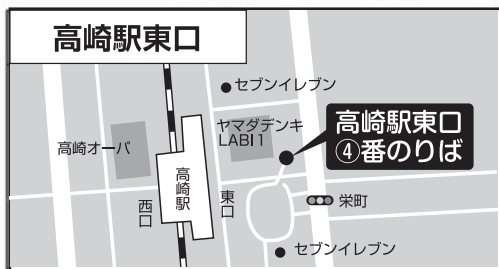 高崎駅東口
セブンイレブン
ヤマダデンキ
LABI1
高崎駅東口
④番のりば
高崎オーパ
高崎駅
西口
東口
栄町
セブンイレブン